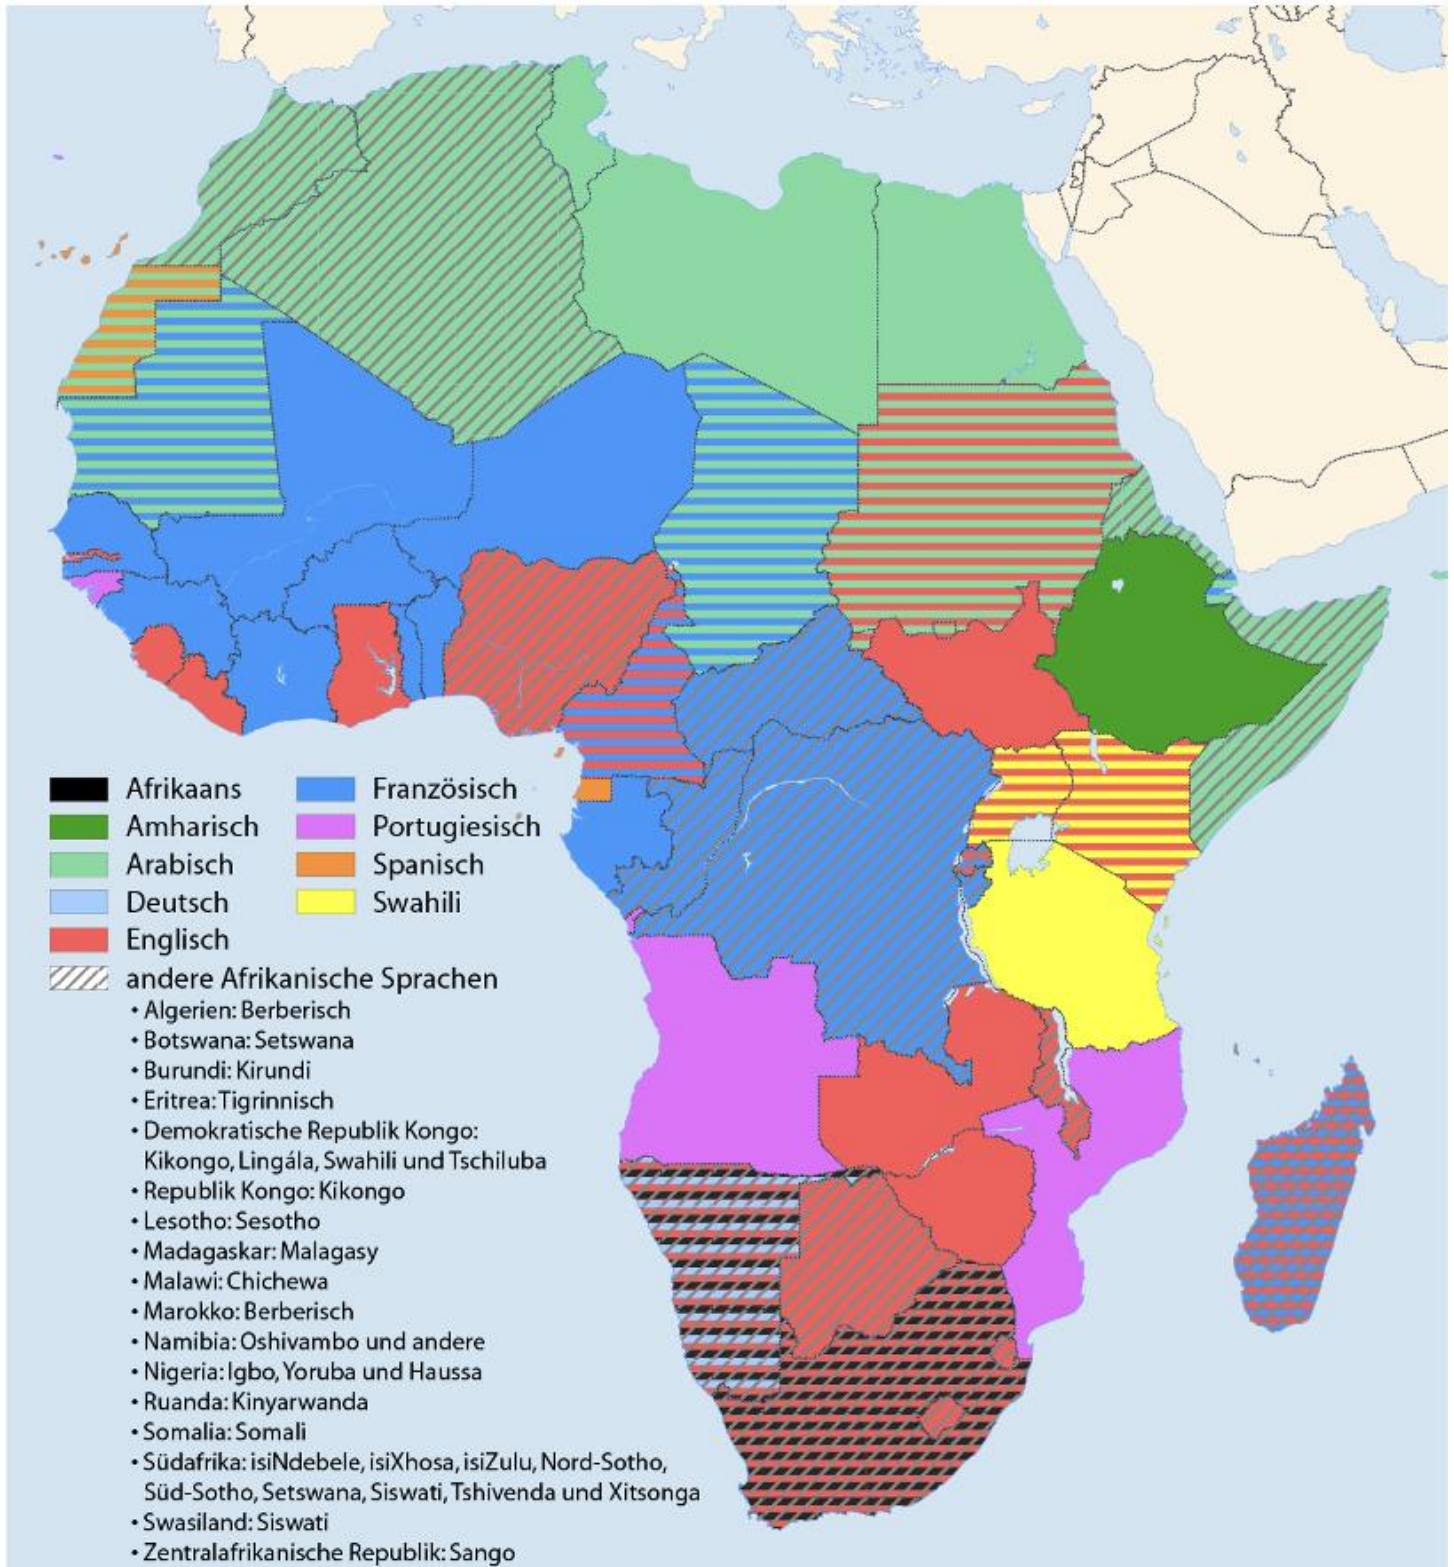 Afrikaans
Amharisch
Arabisch
Deutsch
Englisch
Französisch
Portugiesisch
Spanisch
Swahili
andere Afrikanische Sprachen
• Algerien: Berberisch
• Botswana: Setswana
• Burundi: Kirundi
• Eritrea: Tigrinnisch
• Demokratische Republik Kongo:
Kikongo, Lingála, Swahili und Tschiluba
• Republik Kongo: Kikongo
• Lesotho: Sesotho
• Madagaskar: Malagasy
• Malawi: Chichewa
• Marokko: Berberisch
• Namibia: Oshivambo und andere
• Nigeria: Igbo, Yoruba und Haussa
• Ruanda: Kinyarwanda
• Somalia: Somali
• Südafrika: isiNdebele, isiXhosa, isiZulu, Nord-Sotho,
Süd-Sotho, Setswana, Siswati, Tshivenda und Xitsonga
• Swasiland: Siswati
• Zentralafrikanische Republik: Sango